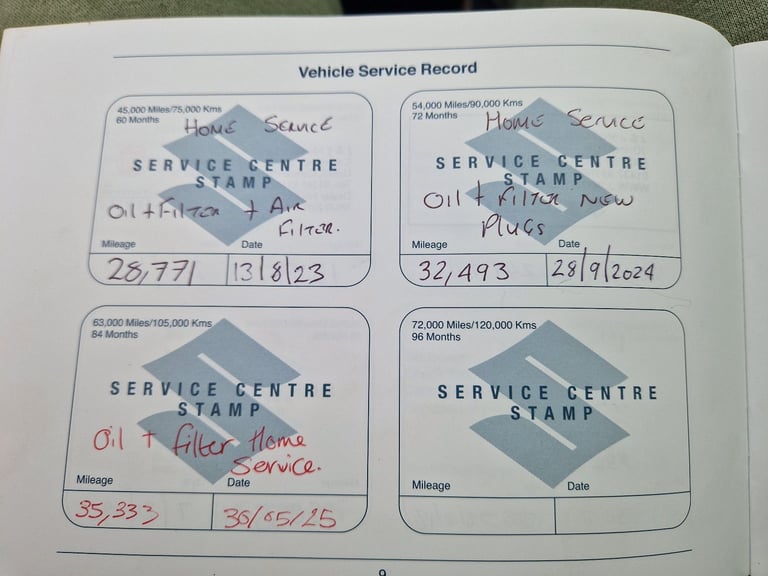 Vehicle Service Record
45,000 Miles/75,000 Kms
60 Months
HOME SERVICE
SERVICE CENTRE
STAMP
OIL + FILTER + AIR
FILTER.
Mileage Date
28,771 13/8/23
54,000 Miles/90,000 Kms
72 Months
HOME SERVICE
SERVICE CENTRE
STAMP
OIL + FILTER NEW
PLUGS
Mileage Date
32,493 28/9/2024
63,000 Miles/105,000 Kms
84 Months
SERVICE CENTRE
STAMP
Oil + filter Home
Service.
Mileage Date
35,333 30/05/25
72,000 Miles/120,000 Kms
96 Months
SERVICE CENTRE
STAMP
Mileage Date
9